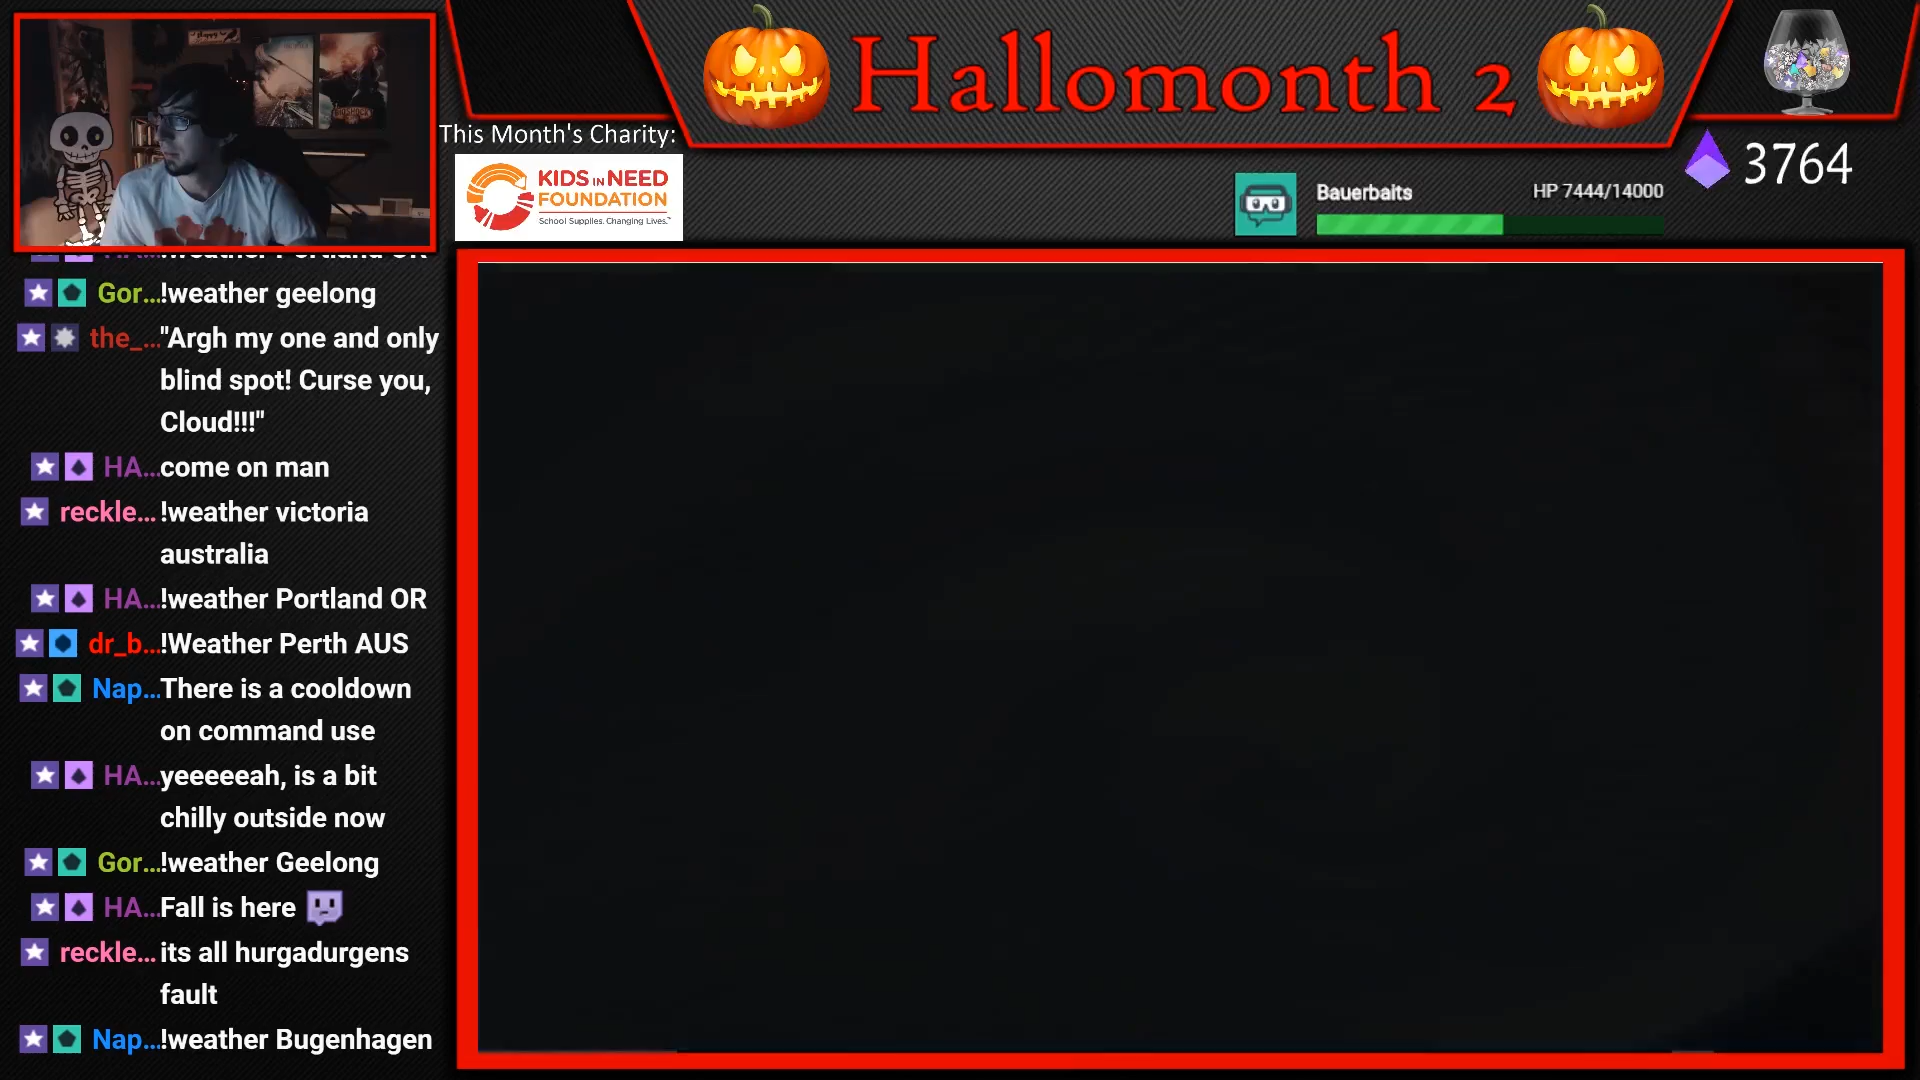 Hallomonth 2
This Month's Charity:
KIDS IN NEED
FOUNDATION
School Supplies. Changing Lives.™
Bauerbaits
HP 7444/14000
3764
Gor...!weather geelong
the_..."Argh my one and only
blind spot! Curse you,
Cloud!!!"
HA...come on man
reckle...!weather victoria
australia
HA...!weather Portland OR
dr_b...!Weather Perth AUS
Nap...There is a cooldown
on command use
HA...yeeeeeah, is a bit
chilly outside now
Gor...!weather Geelong
HA...Fall is here
reckle...its all hurgadurgens
fault
Nap...!weather Bugenhagen